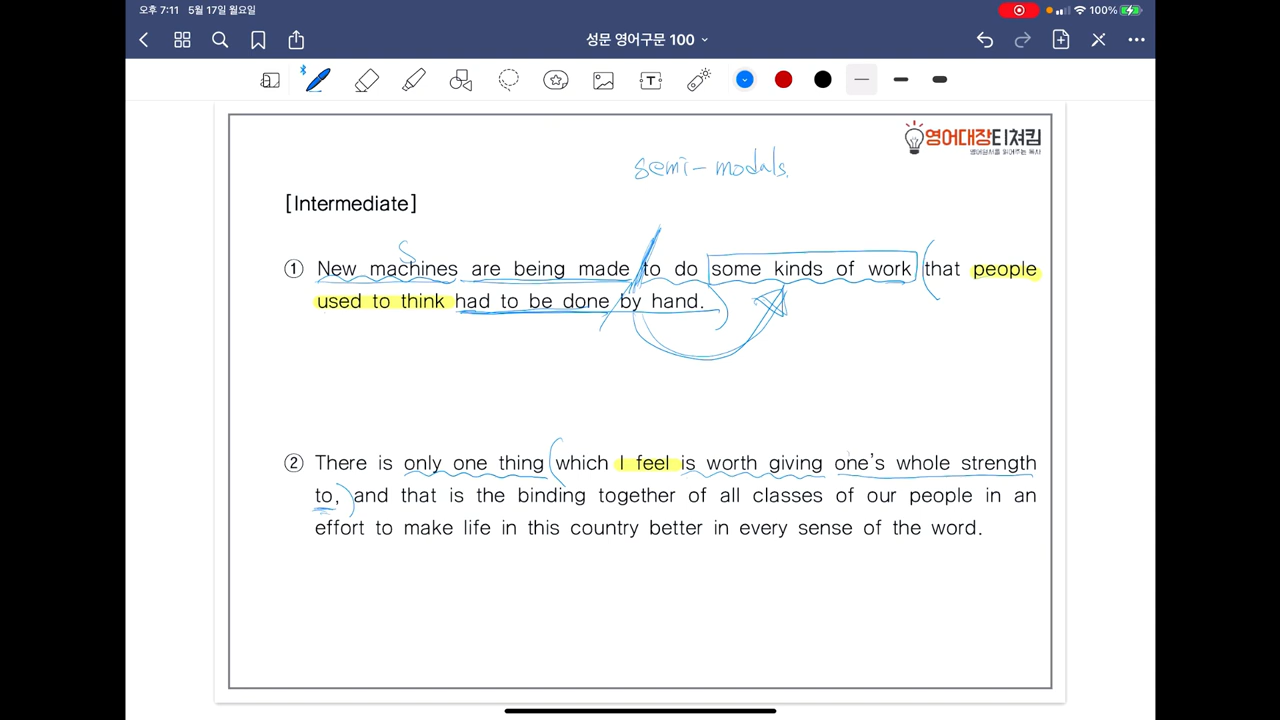 오후 7:11 5월 17일 월요일
100%
성문 영어구문 100
영어대장티쳐킴
semi-modals.
[Intermediate]
S
① New machines are being made to do some kinds of work that people
used to think had to be done by hand.
② There is only one thing which I feel is worth giving one's whole strength
to, and that is the binding together of all classes of our people in an
effort to make life in this country better in every sense of the word.